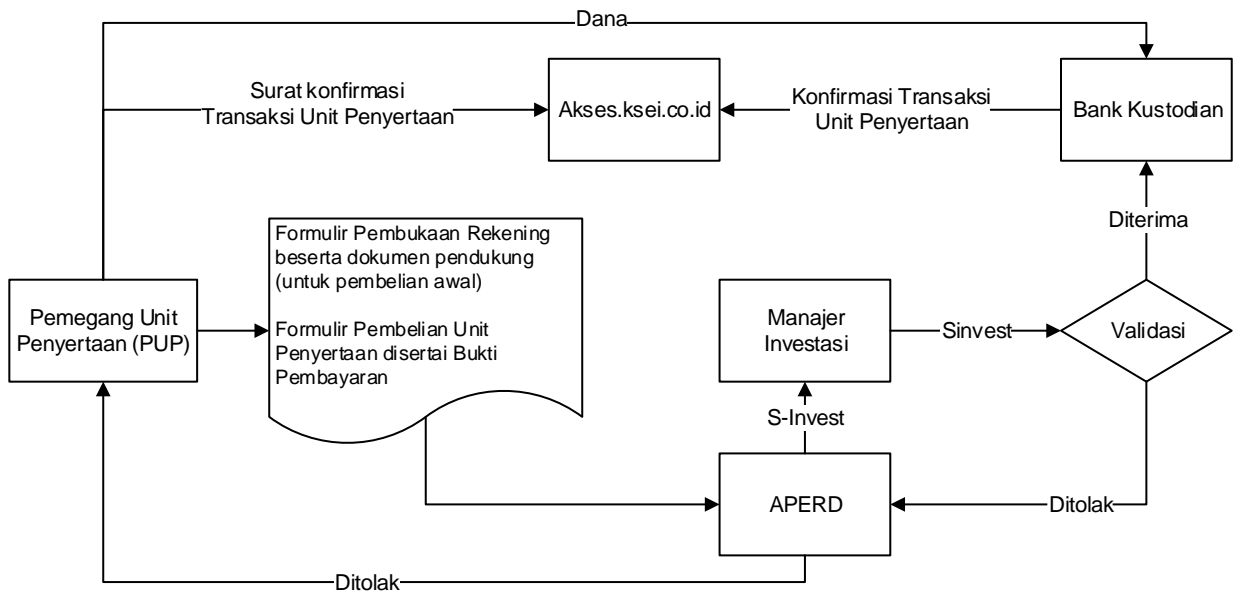 Dana
Surat konfirmasi
Transaksi Unit Penyertaan
Akses.ksei.co.id
Konfirmasi Transaksi
Unit Penyertaan
Bank Kustodian
Diterima
Formulir Pembukaan Rekening
beserta dokumen pendukung
(untuk pembelian awal)
Formulir Pembelian Unit
Penyertaan disertai Bukti
Pembayaran
Pemegang Unit
Penyertaan (PUP)
Manajer
Investasi
Sinvest
Validasi
S-Invest
APERD
Ditolak
Ditolak